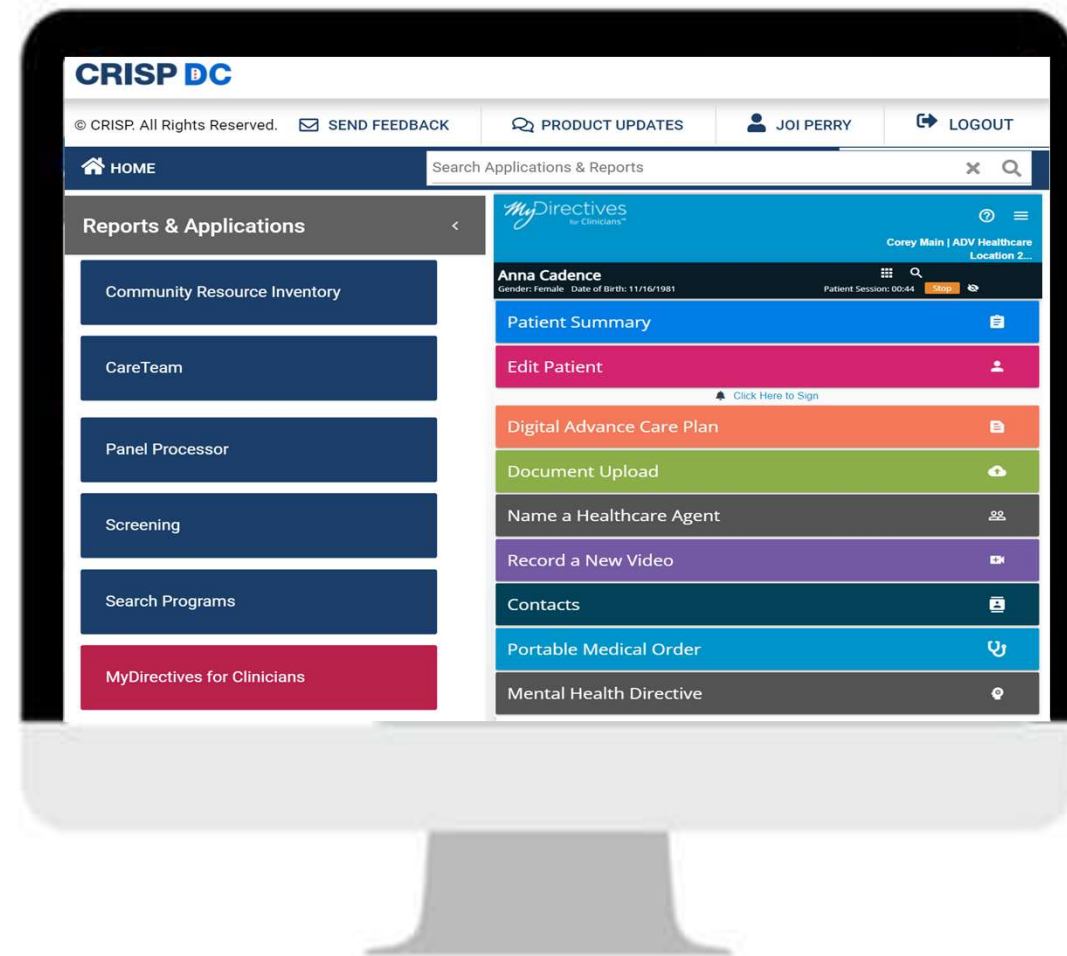 CRISP DC
© CRISP. All Rights Reserved. SEND FEEDBACK PRODUCT UPDATES JOI PERRY LOGOUT
HOME Search Applications & Reports
Reports & Applications
Community Resource Inventory
CareTeam
Panel Processor
Screening
Search Programs
MyDirectives for Clinicians
MyDirectives
for Clinicians™
Corey Main | ADV Healthcare
Location 2...
Anna Cadence
Gender: Female Date of Birth: 11/16/1981 Patient Session: 00:44 Stop
Patient Summary
Edit Patient
Click Here to Sign
Digital Advance Care Plan
Document Upload
Name a Healthcare Agent
Record a New Video
Contacts
Portable Medical Order
Mental Health Directive